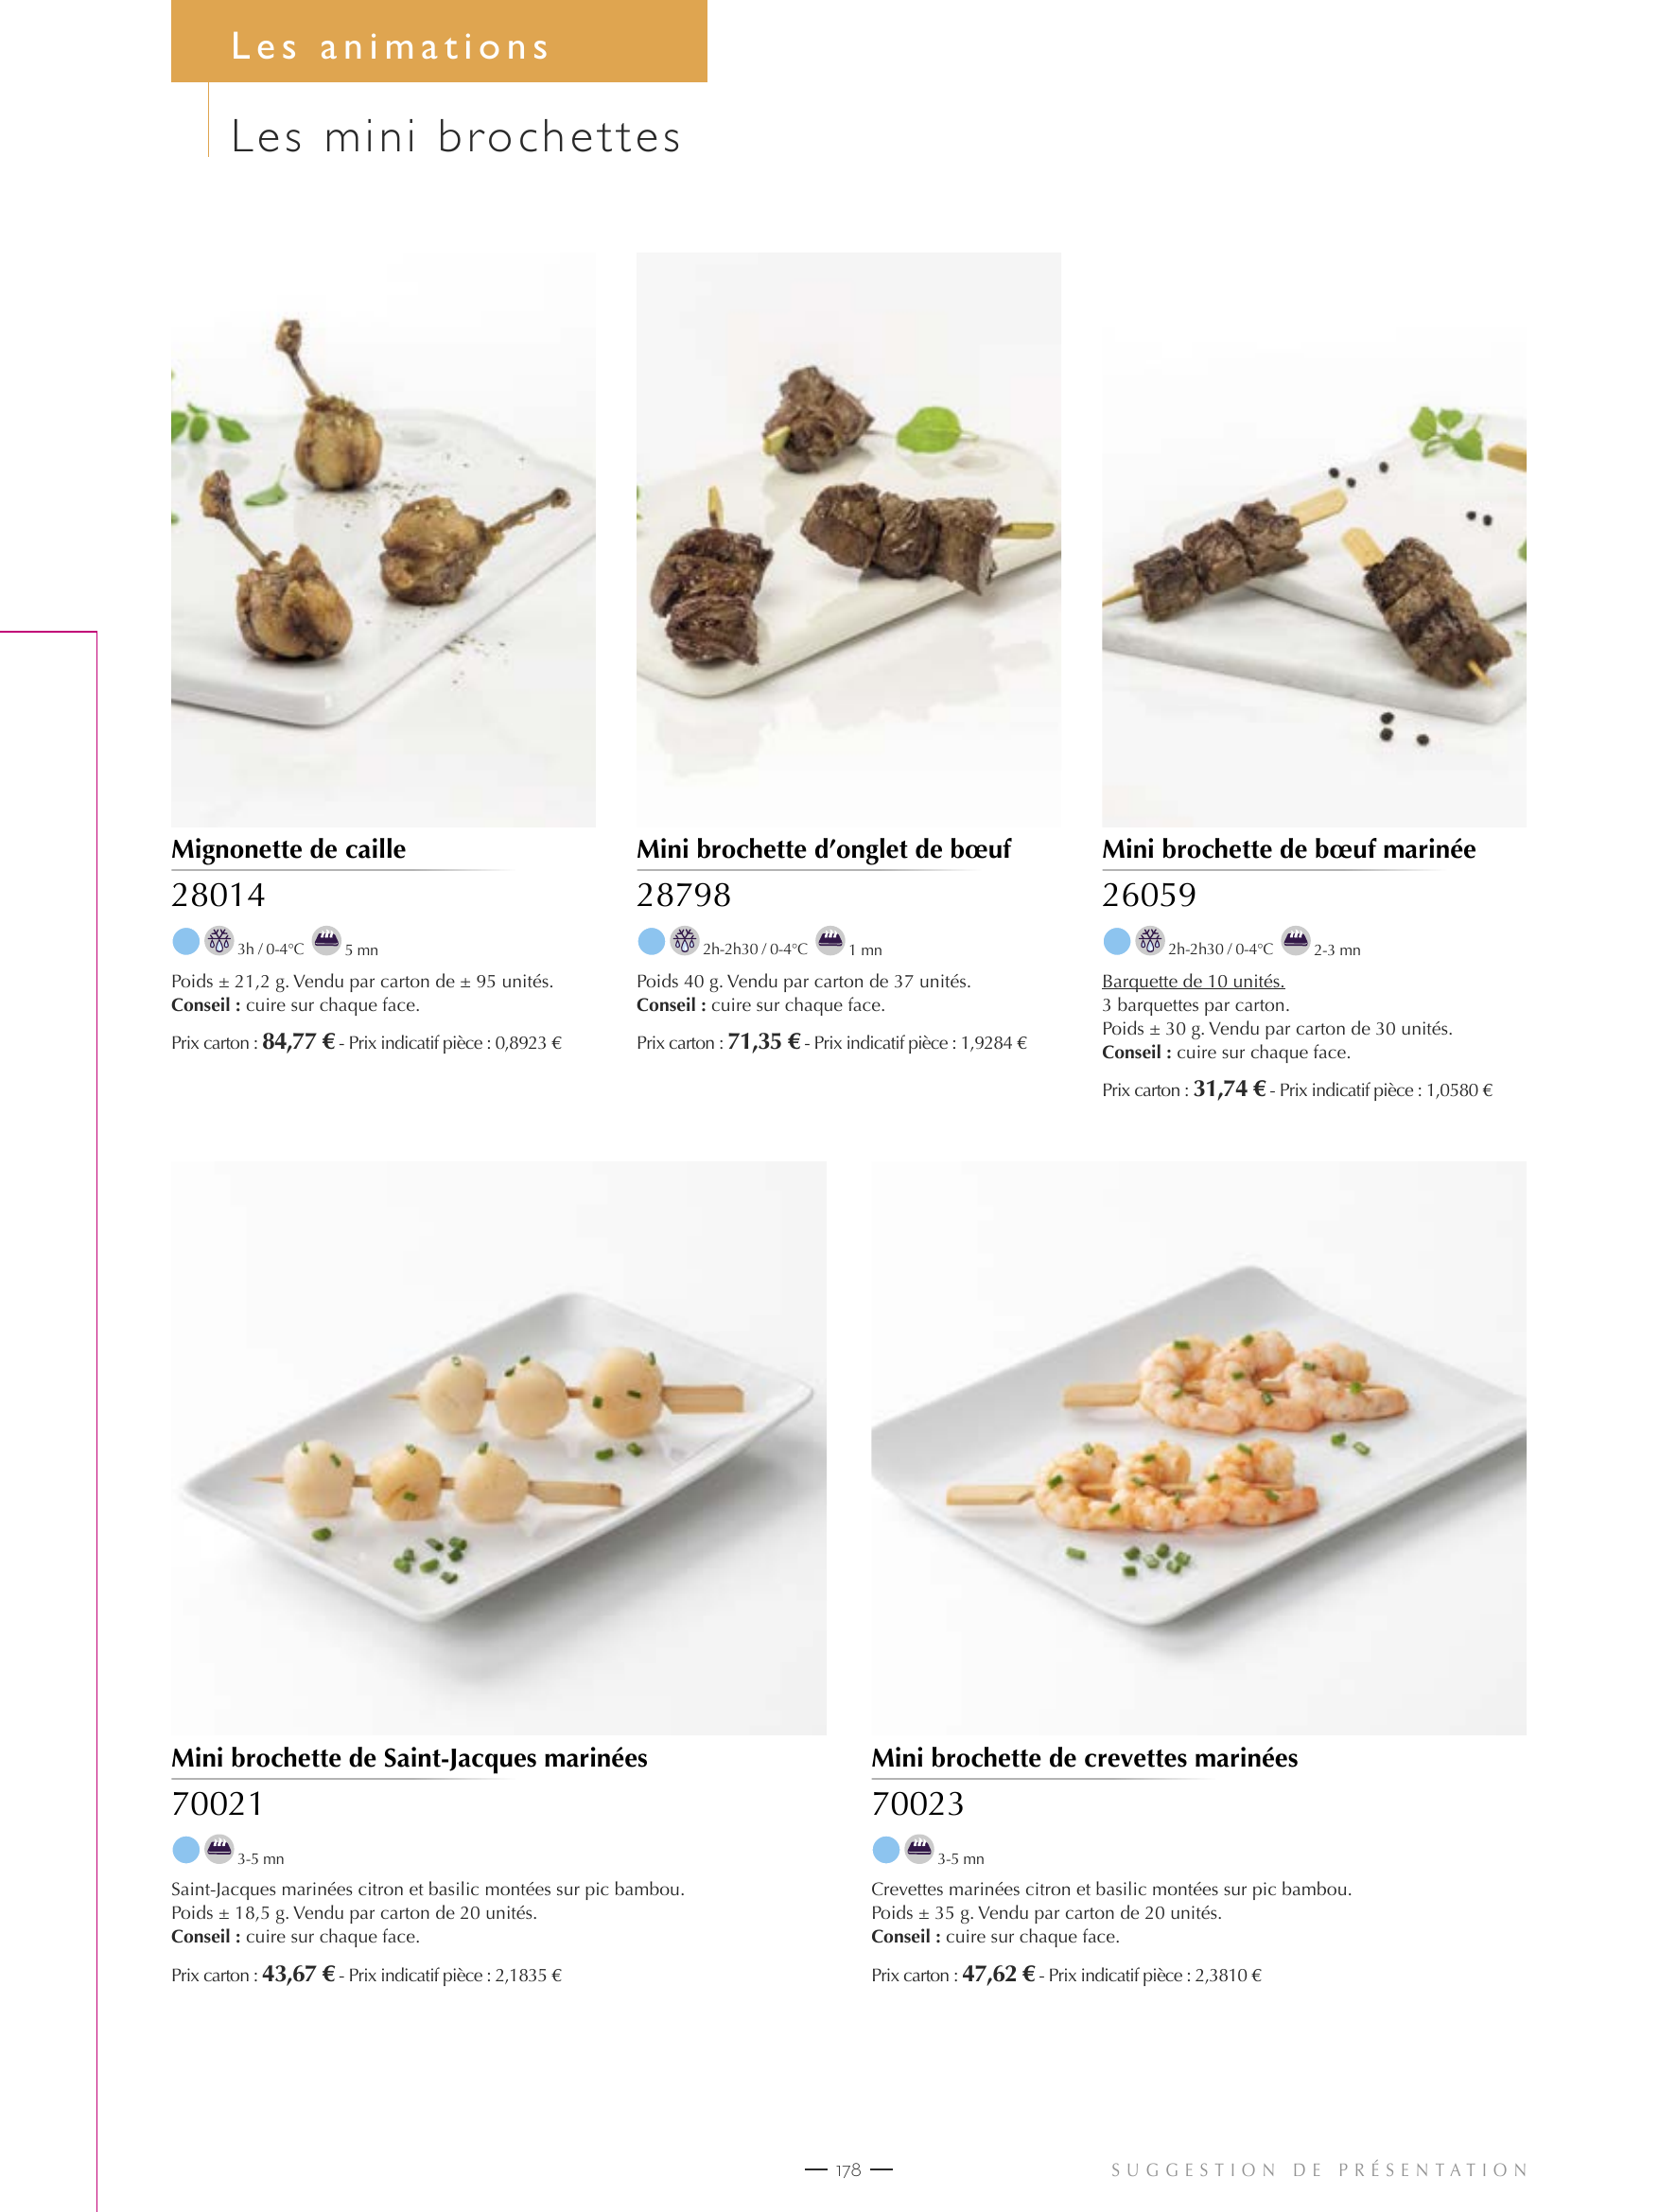 Les animations
Les mini brochettes
Mignonette de caille
28014
3h / 0-4°C 5 mn
Poids ± 21,2 g. Vendu par carton de ± 95 unités.
Conseil : cuire sur chaque face.
Prix carton : 84,77 € - Prix indicatif pièce : 0,8923 €
Mini brochette d’onglet de bœuf
28798
2h-2h30 / 0-4°C 1 mn
Poids 40 g. Vendu par carton de 37 unités.
Conseil : cuire sur chaque face.
Prix carton : 71,35 € - Prix indicatif pièce : 1,9284 €
Mini brochette de bœuf marinée
26059
2h-2h30 / 0-4°C 2-3 mn
Barquette de 10 unités.
3 barquettes par carton.
Poids ± 30 g. Vendu par carton de 30 unités.
Conseil : cuire sur chaque face.
Prix carton : 31,74 € - Prix indicatif pièce : 1,0580 €
Mini brochette de Saint-Jacques marinées
70021
3-5 mn
Saint-Jacques marinées citron et basilic montées sur pic bambou.
Poids ± 18,5 g. Vendu par carton de 20 unités.
Conseil : cuire sur chaque face.
Prix carton : 43,67 € - Prix indicatif pièce : 2,1835 €
Mini brochette de crevettes marinées
70023
3-5 mn
Crevettes marinées citron et basilic montées sur pic bambou.
Poids ± 35 g. Vendu par carton de 20 unités.
Conseil : cuire sur chaque face.
Prix carton : 47,62 € - Prix indicatif pièce : 2,3810 €
178
SUGGESTION DE PRÉSENTATION